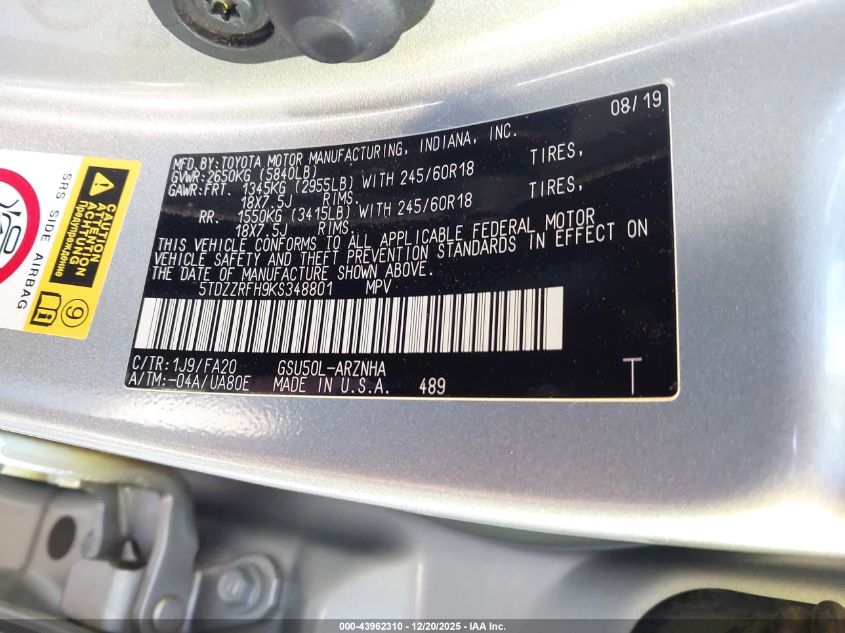 08/19
MFD.BY:TOYOTA MOTOR MANUFACTURING, INDIANA, INC.
GVWR:2650KG (5840LB)
GAWR:FRT. 1345KG (2955LB) WITH 245/60R18 TIRES,
18X7.5J RIMS.
RR. 1550KG (3415LB) WITH 245/60R18 TIRES,
18X7.5J RIMS.
THIS VEHICLE CONFORMS TO ALL APPLICABLE FEDERAL MOTOR
VEHICLE SAFETY AND THEFT PREVENTION STANDARDS IN EFFECT ON
THE DATE OF MANUFACTURE SHOWN ABOVE.
5TDZZRFH9KS348801 MPV
C/TR:1J9/FA20 GSU50L-ARZNHA
A/TM:-04A/UA80E MADE IN U.S.A. 489
T
SRS SIDE AIRBAG
CAUTION
ATTENTION
ACHTUNG
Предупреждение
9
000-43962310 - 12/20/2025 - IAA Inc.